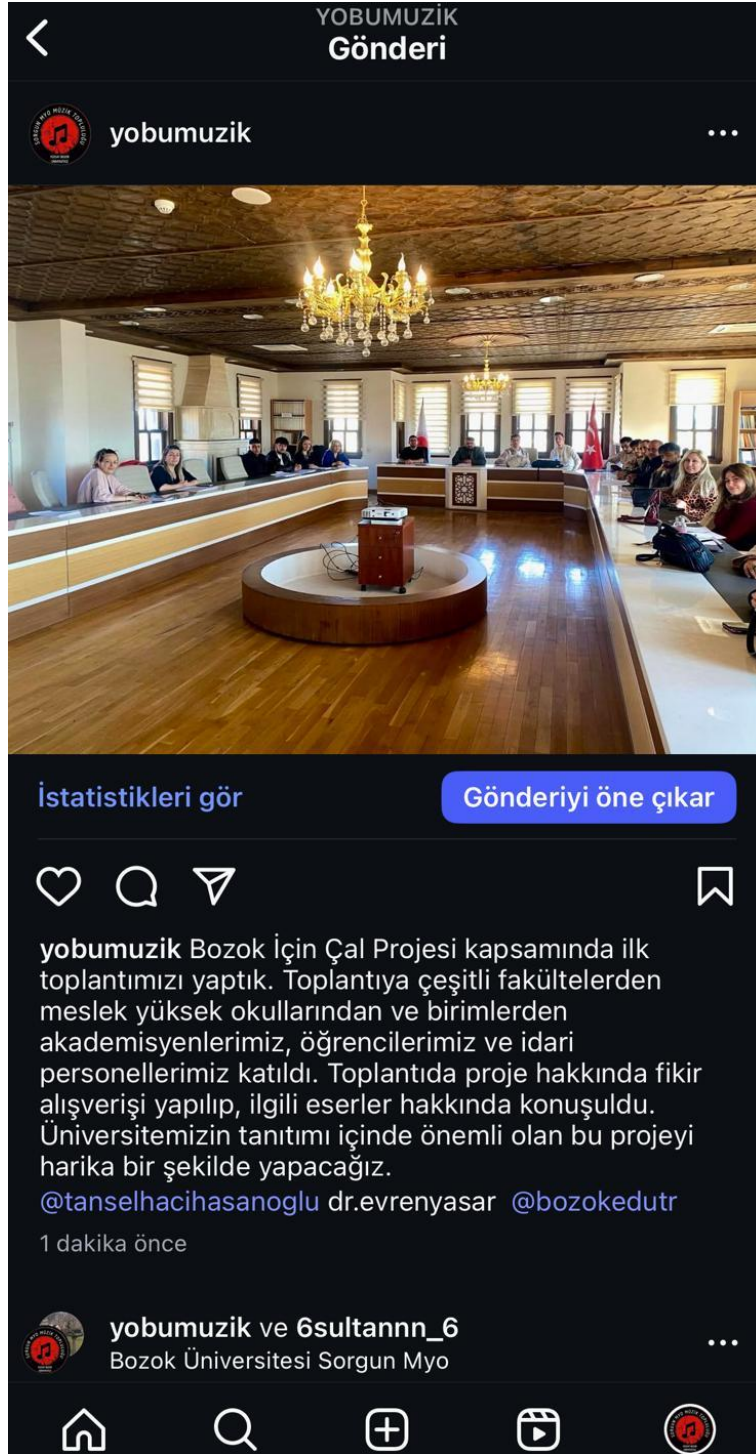 YOBUMUZİK
Gönderi
yobumuzik
İstatistikleri gör
Gönderiyi öne çıkar
yobumuzik Bozok İçin Çal Projesi kapsamında ilk
toplantımızı yaptık. Toplantıya çeşitli fakültelerden
meslek yüksek okullarından ve birimlerden
akademisyenlerimiz, öğrencilerimiz ve idari
personellerimiz katıldı. Toplantıda proje hakkında fikir
alışverişi yapılıp, ilgili eserler hakkında konuşuldu.
Üniversitemizin tanıtımı içinde önemli olan bu projeyi
harika bir şekilde yapacağız.
@tanselhacihasanoglu dr.evrenyasar @bozokedutr
1 dakika önce
yobumuzik ve 6sultannn_6
Bozok Üniversitesi Sorgun Myo